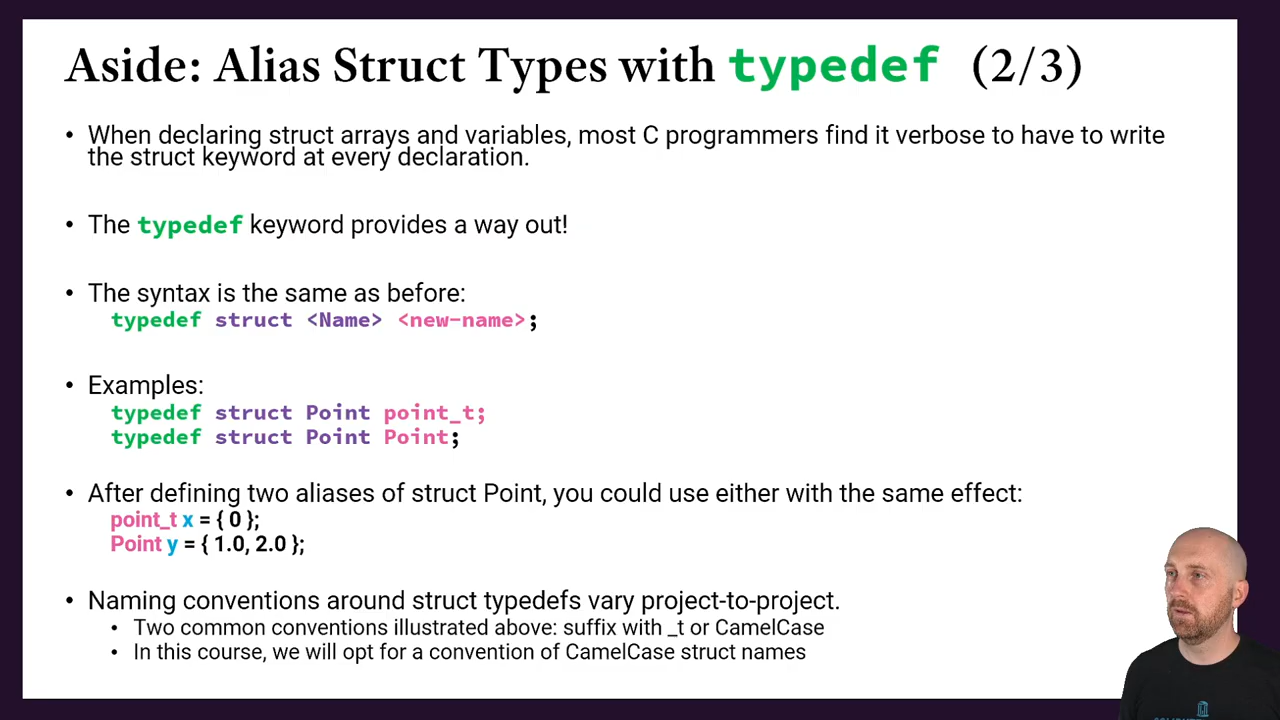 Aside: Alias Struct Types with typedef (2/3)
• When declaring struct arrays and variables, most C programmers find it verbose to have to write
the struct keyword at every declaration.
• The typedef keyword provides a way out!
• The syntax is the same as before:
typedef struct <Name> <new-name>;
• Examples:
typedef struct Point point_t;
typedef struct Point Point;
• After defining two aliases of struct Point, you could use either with the same effect:
point_t x = { 0 };
Point y = { 1.0, 2.0 };
• Naming conventions around struct typedefs vary project-to-project.
• Two common conventions illustrated above: suffix with _t or CamelCase
• In this course, we will opt for a convention of CamelCase struct names